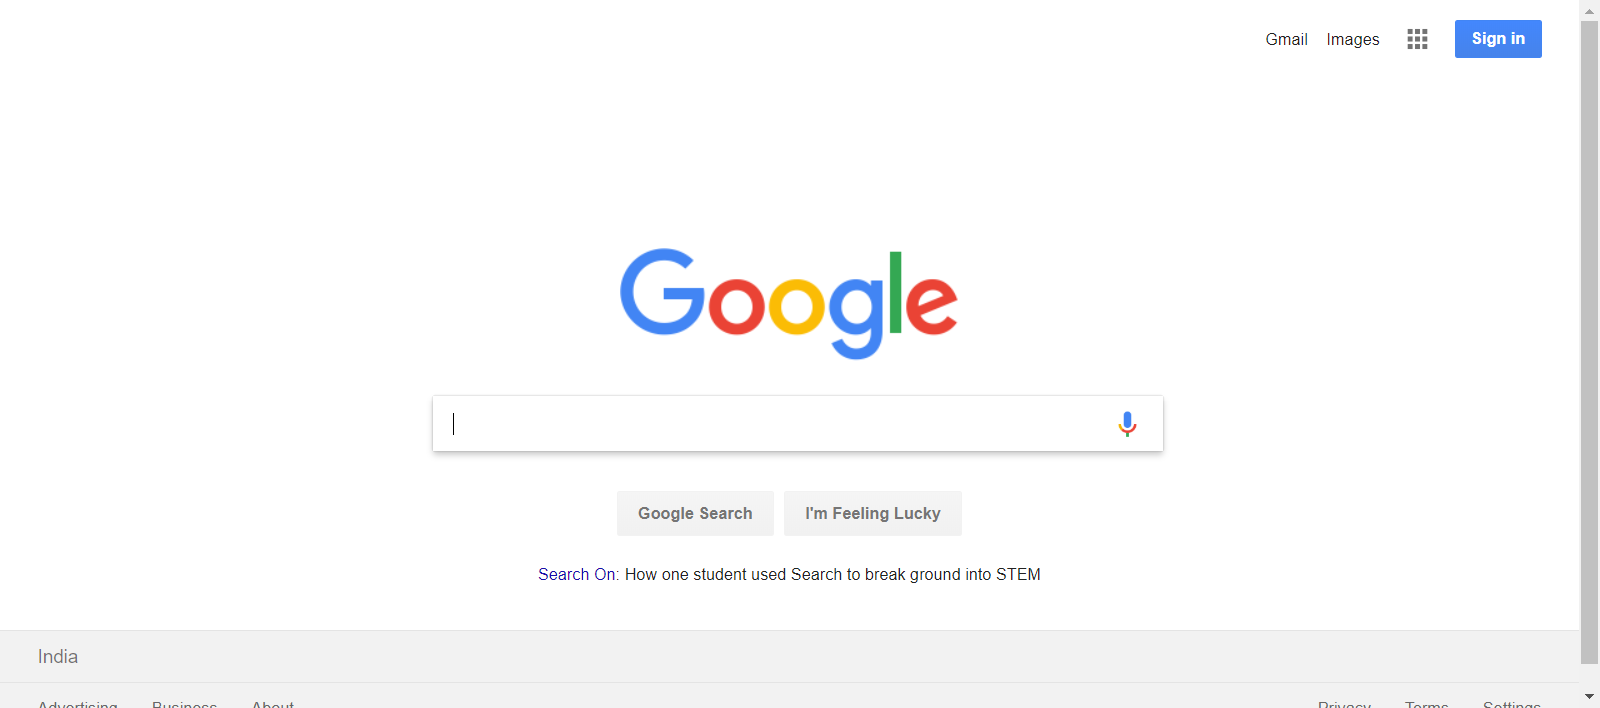 Gmail Images Sign in
Google
Google Search I'm Feeling Lucky
Search On: How one student used Search to break ground into STEM
India
Advertising Business About Privacy Terms Settings